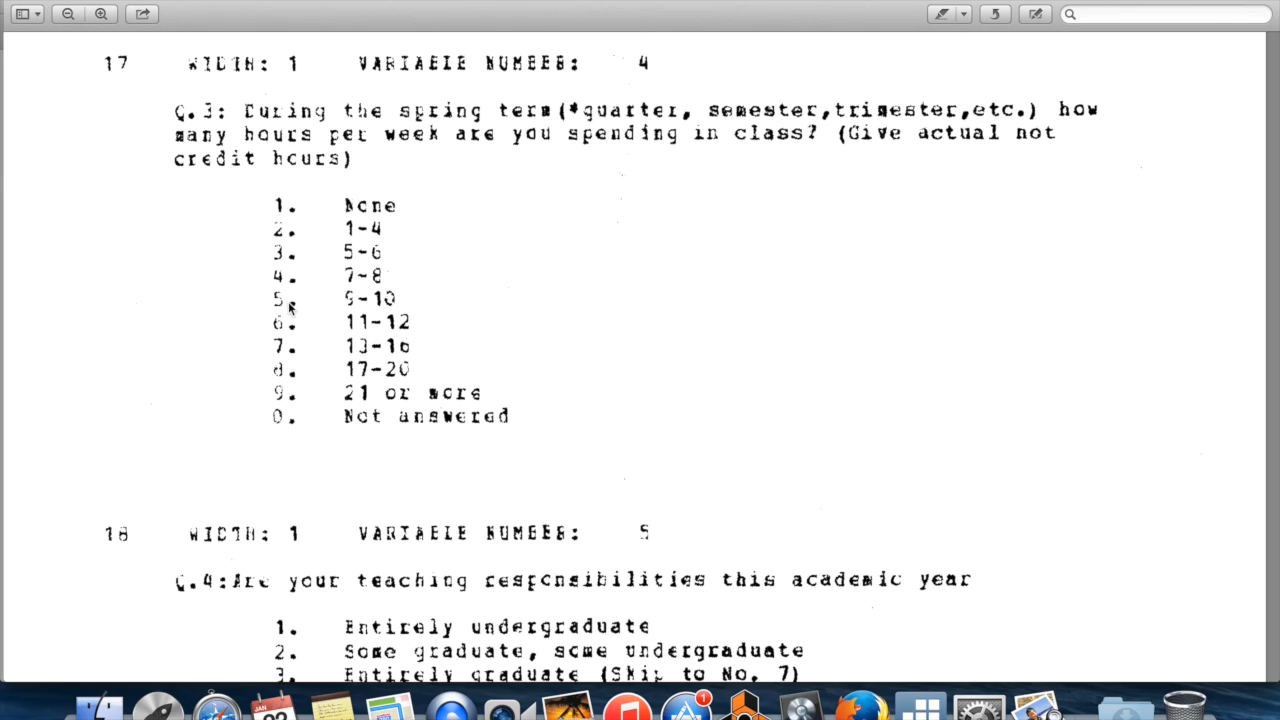 17 WIDTH: 1 VARIABLE NUMBER: 4
Q.3: During the spring term(*quarter, semester,trimester,etc.) how
many hours per week are you spending in class? (Give actual not
credit hours)
1. None
2. 1-4
3. 5-6
4. 7-8
5. 9-10
6. 11-12
7. 13-16
8. 17-20
9. 21 or more
0. Not answered
18 WIDTH: 1 VARIABLE NUMBER: 5
Q.4:Are your teaching responsibilities this academic year
1. Entirely undergraduate
2. Some graduate, some undergraduate
3. Entirely graduate (Skip to No. 7)
JAN
1